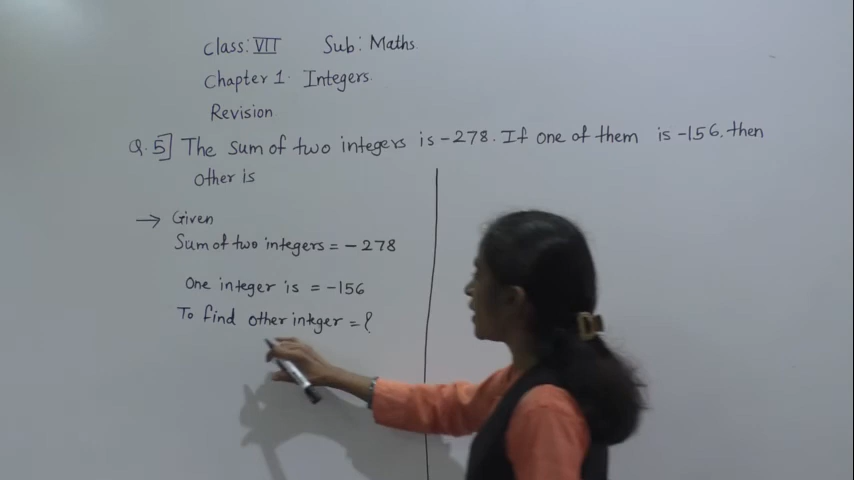 Class: VII Sub: Maths.
Chapter 1. Integers.
Revision
Q.5] The sum of two integers is -278. If one of them is -156. then
other is
→ Given
Sum of two integers = - 278
One integer is = -156
To find other integer = ?